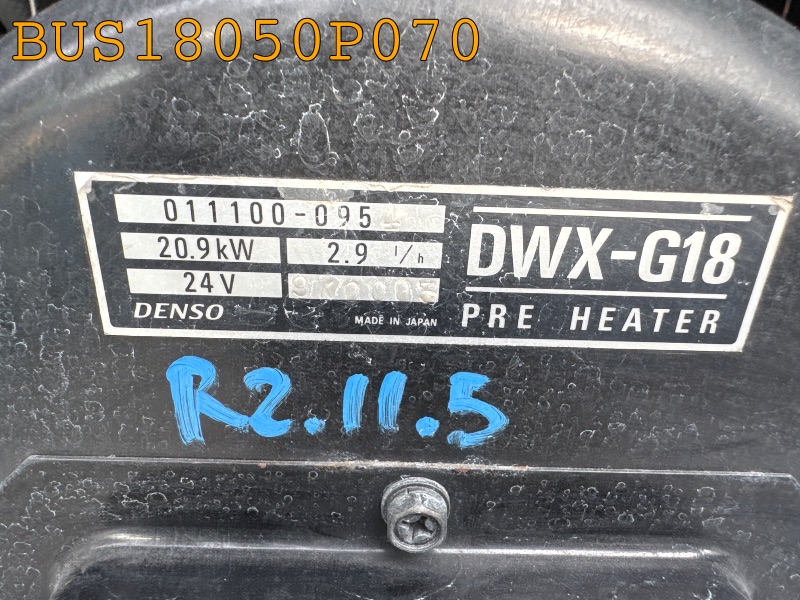 BUS18050P070
011100-095
20.9kW 2.9 l/h DWX-G18
24V
DENSO MADE IN JAPAN PRE HEATER
R2.11.5